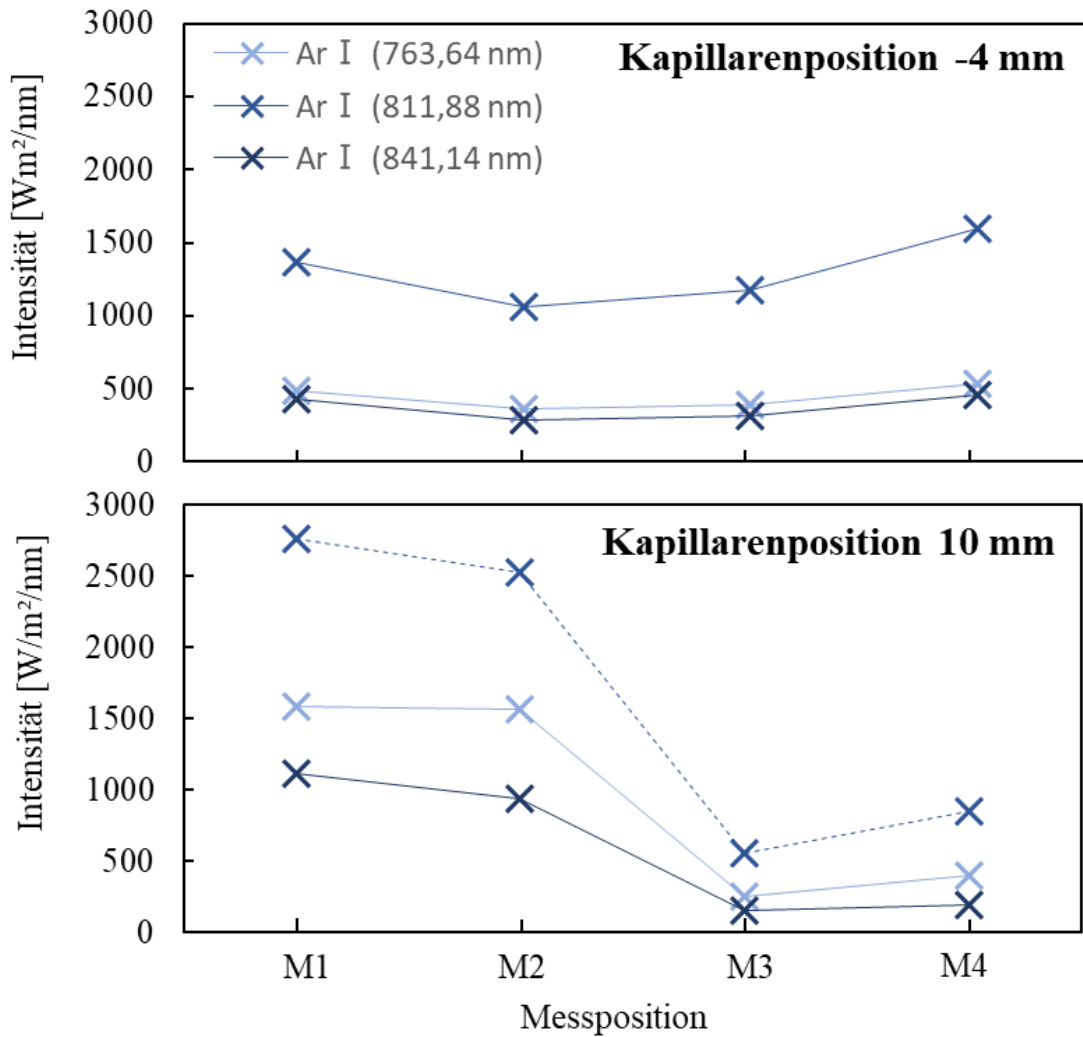 3000
2500
2000
1500
1000
500
0
Intensität [Wm²/nm]
Ar Ⅰ (763,64 nm)
Ar Ⅰ (811,88 nm)
Ar Ⅰ (841,14 nm)
Kapillarenposition -4 mm
3000
2500
2000
1500
1000
500
0
Intensität [W/m²/nm]
Kapillarenposition 10 mm
M1 M2 M3 M4
Messposition